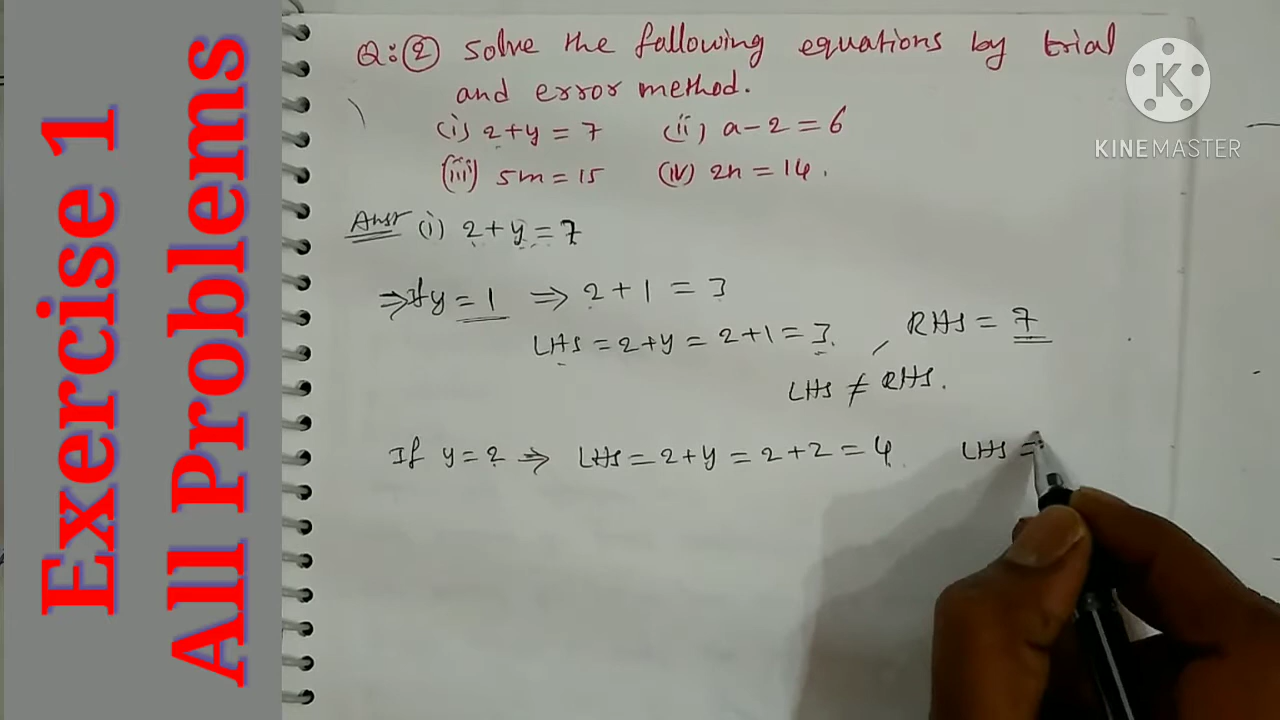 Exercise 1
All Problems
Q:② Solve the following equations by trial
and error method.
(i) 2+y = 7 (ii) a-2 = 6
(iii) 5m = 15 (iv) 2n = 14.
K
KINEMASTER
Ansr (i) 2+y = 7
⇒ If y = 1 ⇒ 2+1 = 3
LHS = 2+y = 2+1 = 3. , RHS = 7
LHS ≠ RHS.
If y = 2 ⇒ LHS = 2+y = 2+2 = 4. LHS =